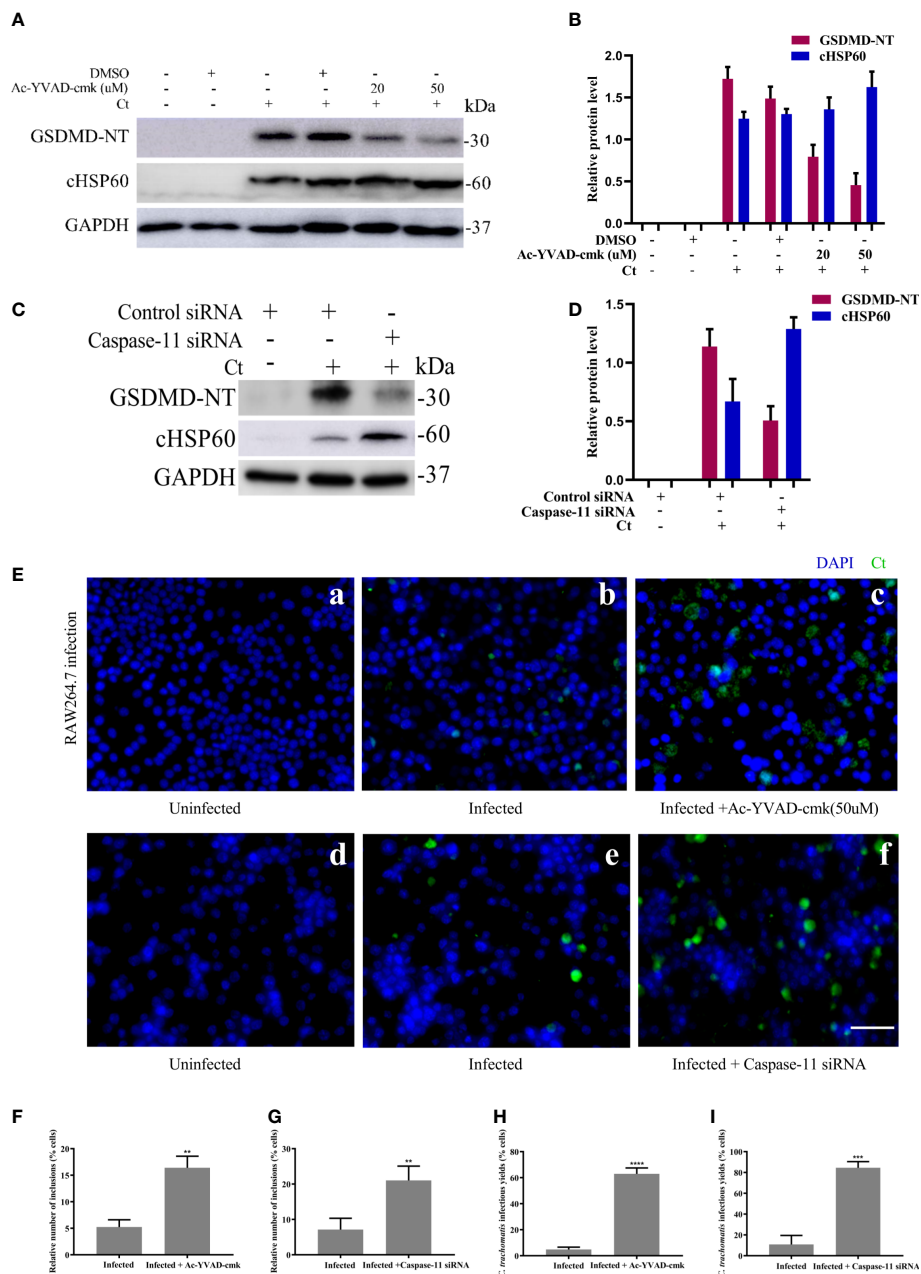 A
DMSO - + - + - -
Ac-YVAD-cmk (uM) - - - - 20 50
Ct - - + + + + kDa
GSDMD-NT -30
cHSP60 -60
GAPDH -37
B
GSDMD-NT
cHSP60
Relative protein level
2.0
1.5
1.0
0.5
0.0
DMSO - + - + - -
Ac-YVAD-cmk (uM) - - - - 20 50
Ct - - + + + +
C
Control siRNA + + -
Caspase-11 siRNA - - +
Ct - + + kDa
GSDMD-NT -30
cHSP60 -60
GAPDH -37
D
GSDMD-NT
cHSP60
Relative protein level
1.5
1.0
0.5
0.0
Control siRNA + + -
Caspase-11 siRNA - - +
Ct - + +
E
DAPI Ct
RAW264.7 infection
a
b
c
Uninfected
Infected
Infected +Ac-YVAD-cmk(50uM)
d
e
f
Uninfected
Infected
Infected + Caspase-11 siRNA
F
Relative number of inclusions (% cells)
20
15
10
5
0
**
Infected
Infected + Ac-YVAD-cmk
G
Relative number of inclusions (% cells)
30
20
10
0
**
Infected
Infected +Caspase-11 siRNA
H
trachomatis infectious yields (% cells)
80
60
40
20
0
****
Infected
Infected + Ac-YVAD-cmk
I
trachomatis infectious yields (% cells)
100
80
60
40
20
0
***
Infected
Infected + Caspase-11 siRNA